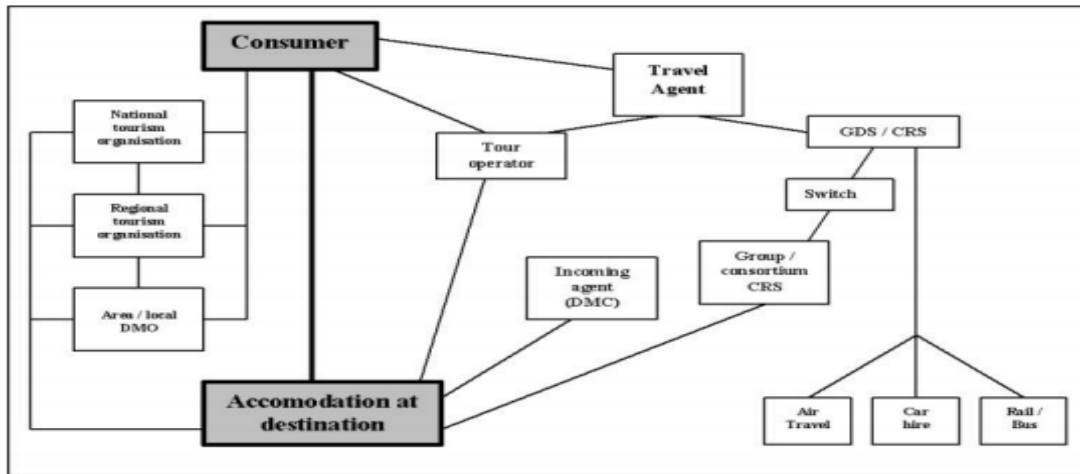 Consumer
Travel
Agent
National
tourism
organisation
GDS / CRS
Tour
operator
Switch
Regional
tourism
organisation
Group /
consortium
CRS
Incoming
agent
(DMC)
Area / local
DMO
Accomodation at
destination
Air
Travel
Car
hire
Rail /
Bus